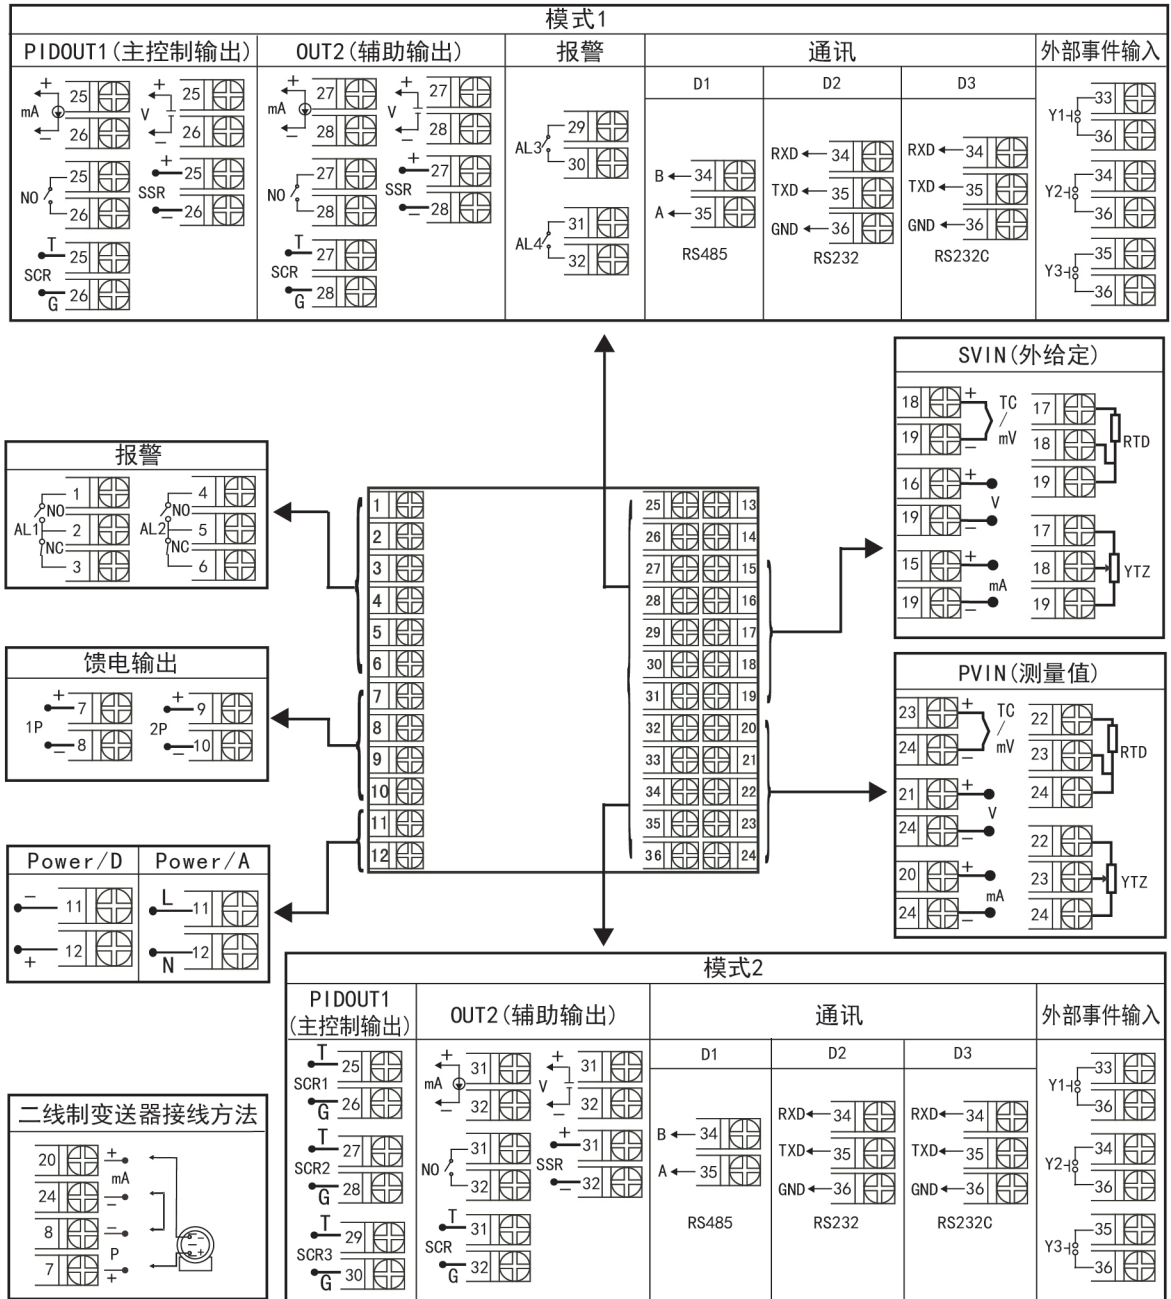 模式1
PIDOUT1(主控制输出) OUT2(辅助输出) 报警 通讯 外部事件输入
D1 D2 D3
+ mA − 25 26
+ V − 25 26
NO 25 26
+ SSR − 25 26
T SCR G 25 26
+ mA − 27 28
+ V − 27 28
NO 27 28
+ SSR − 27 28
T SCR G 27 28
AL3 29 30
AL4 31 32
B 34
A 35
RS485
RXD 34
TXD 35
GND 36
RS232
RXD 34
TXD 35
GND 36
RS232C
Y1 33 36
Y2 34 36
Y3 35 36
SVIN(外给定)
18 + TC / mV
19 −
17 18 19 RTD
16 + V
19 −
17 18 19 YTZ
15 + mA
19 −
报警
AL1 1 NO 2 NC 3
AL2 4 NO 5 NC 6
馈电输出
1P + 7 − 8
2P + 9 − 10
Power/D Power/A
− 11
+ 12
L 11
N 12
1 25 13
2 26 14
3 27 15
4 28 16
5 29 17
6 30 18
7 31 19
8 32 20
9 33 21
10 34 22
11 35 23
12 36 24
PVIN(测量值)
23 + TC / mV
24 −
22 23 24 RTD
21 + V
24 −
22 23 24 YTZ
20 + mA
24 −
二线制变送器接线方法
20 +
mA
24 −
8 −
P
7 +
− − +
模式2
PIDOUT1
(主控制输出)
OUT2(辅助输出) 通讯 外部事件输入
D1 D2 D3
T SCR1 G 25 26
T SCR2 G 27 28
T SCR3 G 29 30
+ mA − 31 32
+ V − 31 32
NO 31 32
+ SSR − 31 32
T SCR G 31 32
B 34
A 35
RS485
RXD 34
TXD 35
GND 36
RS232
RXD 34
TXD 35
GND 36
RS232C
Y1 33 36
Y2 34 36
Y3 35 36